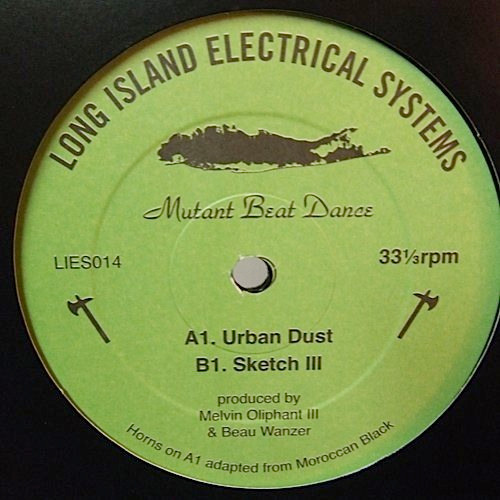 LONG ISLAND ELECTRICAL SYSTEMS
Mutant Beat Dance
LIES014
33⅓rpm
A1. Urban Dust
B1. Sketch III
produced by
Melvin Oliphant III
& Beau Wanzer
Horns on A1 adapted from Moroccan Black